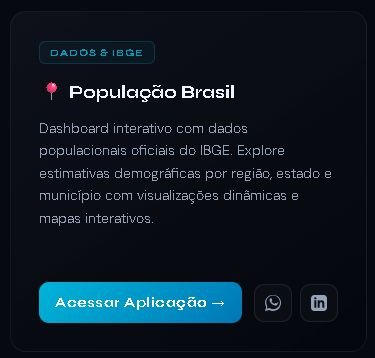 DADOS & IBGE
📍 População Brasil
Dashboard interativo com dados
populacionais oficiais do IBGE. Explore
estimativas demográficas por região, estado e
município com visualizações dinâmicas e
mapas interativos.
Acessar Aplicação →